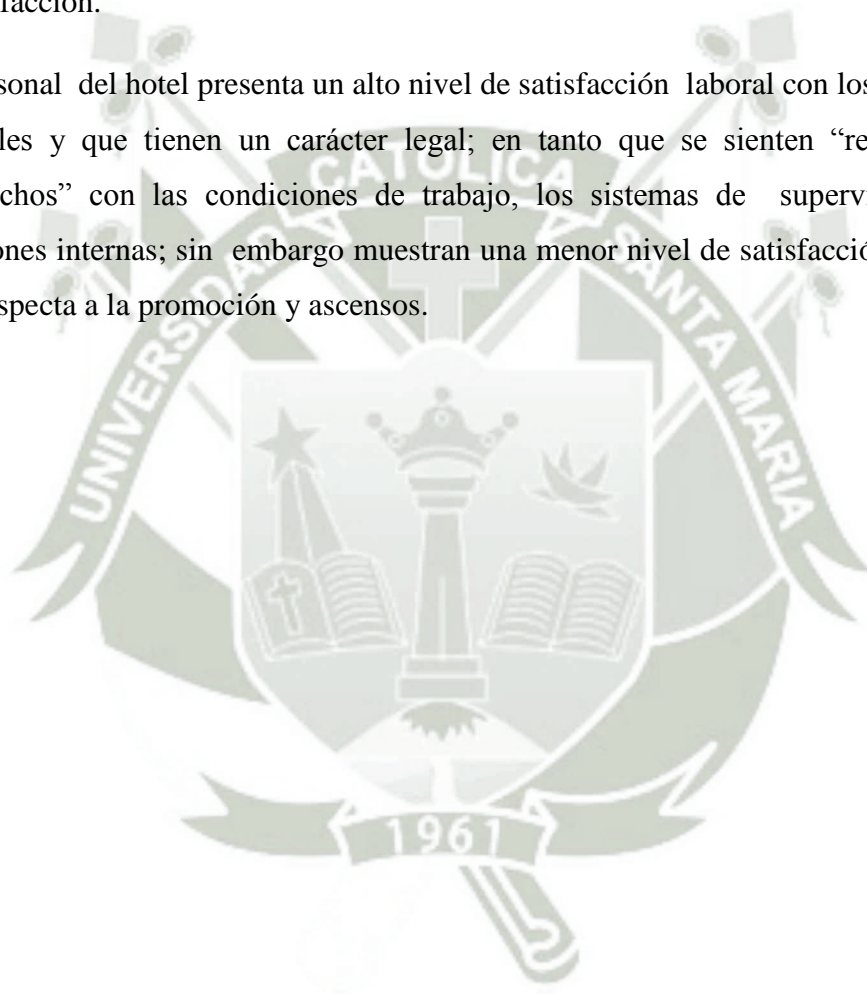 facción.
sonal del hotel presenta un alto nivel de satisfacción laboral con los
les y que tienen un carácter legal; en tanto que se sienten “re
chos” con las condiciones de trabajo, los sistemas de superv
ones internas; sin embargo muestran una menor nivel de satisfacció
specta a la promoción y ascensos.
UNIVERSIDAD CATOLICA SANTA MARIA
1961